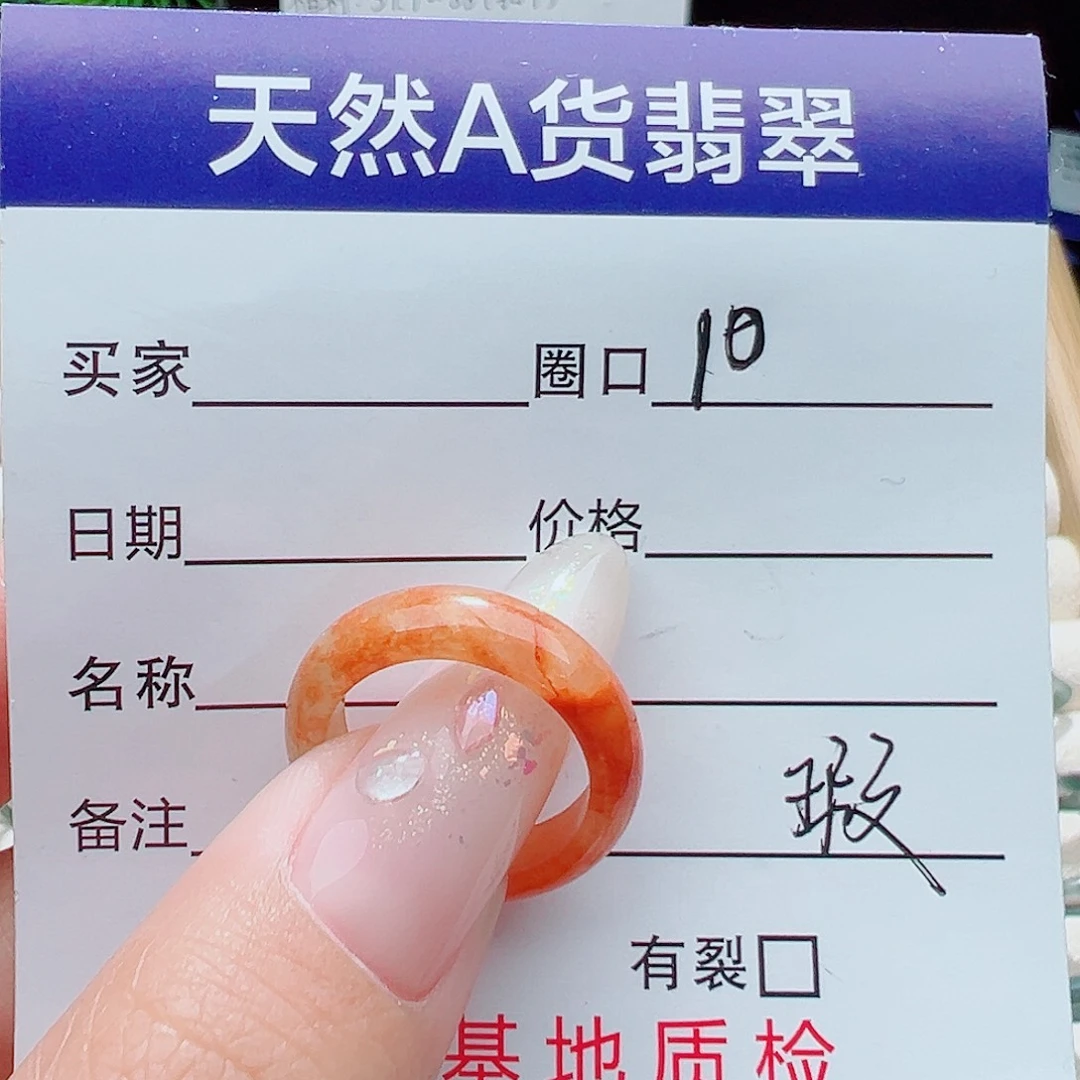 天然A货翡翠
买家 圈口 10
日期 价格
名称
备注 瑕
有裂
基地质检